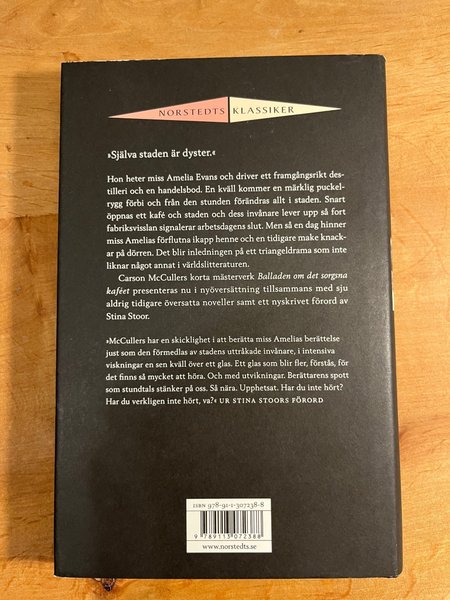 NORSTEDTS KLASSIKER
»Själva staden är dyster.«
Hon heter miss Amelia Evans och driver ett framgångsrikt des-
tilleri och en handelsbod. En kväll kommer en märklig puckel-
rygg förbi och från den stunden förändras allt i staden. Snart
öppnas ett kafé och staden och dess invånare lever upp så fort
fabriksvisslan signalerar arbetsdagens slut. Men så en dag hinner
miss Amelias förflutna ikapp henne och en tidigare make knack-
ar på dörren. Det blir inledningen på ett triangeldrama som inte
liknar något annat i världslitteraturen.
Carson McCullers korta mästerverk Balladen om det sorgsna
kaféet presenteras nu i nyöversättning tillsammans med sju
aldrig tidigare översatta noveller samt ett nyskrivet förord av
Stina Stoor.
»McCullers har en skicklighet i att berätta miss Amelias berättelse
just som den förmedlas av stadens uttråkade invånare, i intensiva
viskningar en sen kväll över ett glas. Ett glas som blir fler, förstås, för
det finns så mycket att höra. Och med utvikningar. Berättarens spott
som stundtals stänker på oss. Så nära. Upphetsat. Har du inte hört?
Har du verkligen inte hört, va?« UR STINA STOORS FÖRORD
ISBN 978-91-1-307238-8
9 789113 072388
www.norstedts.se